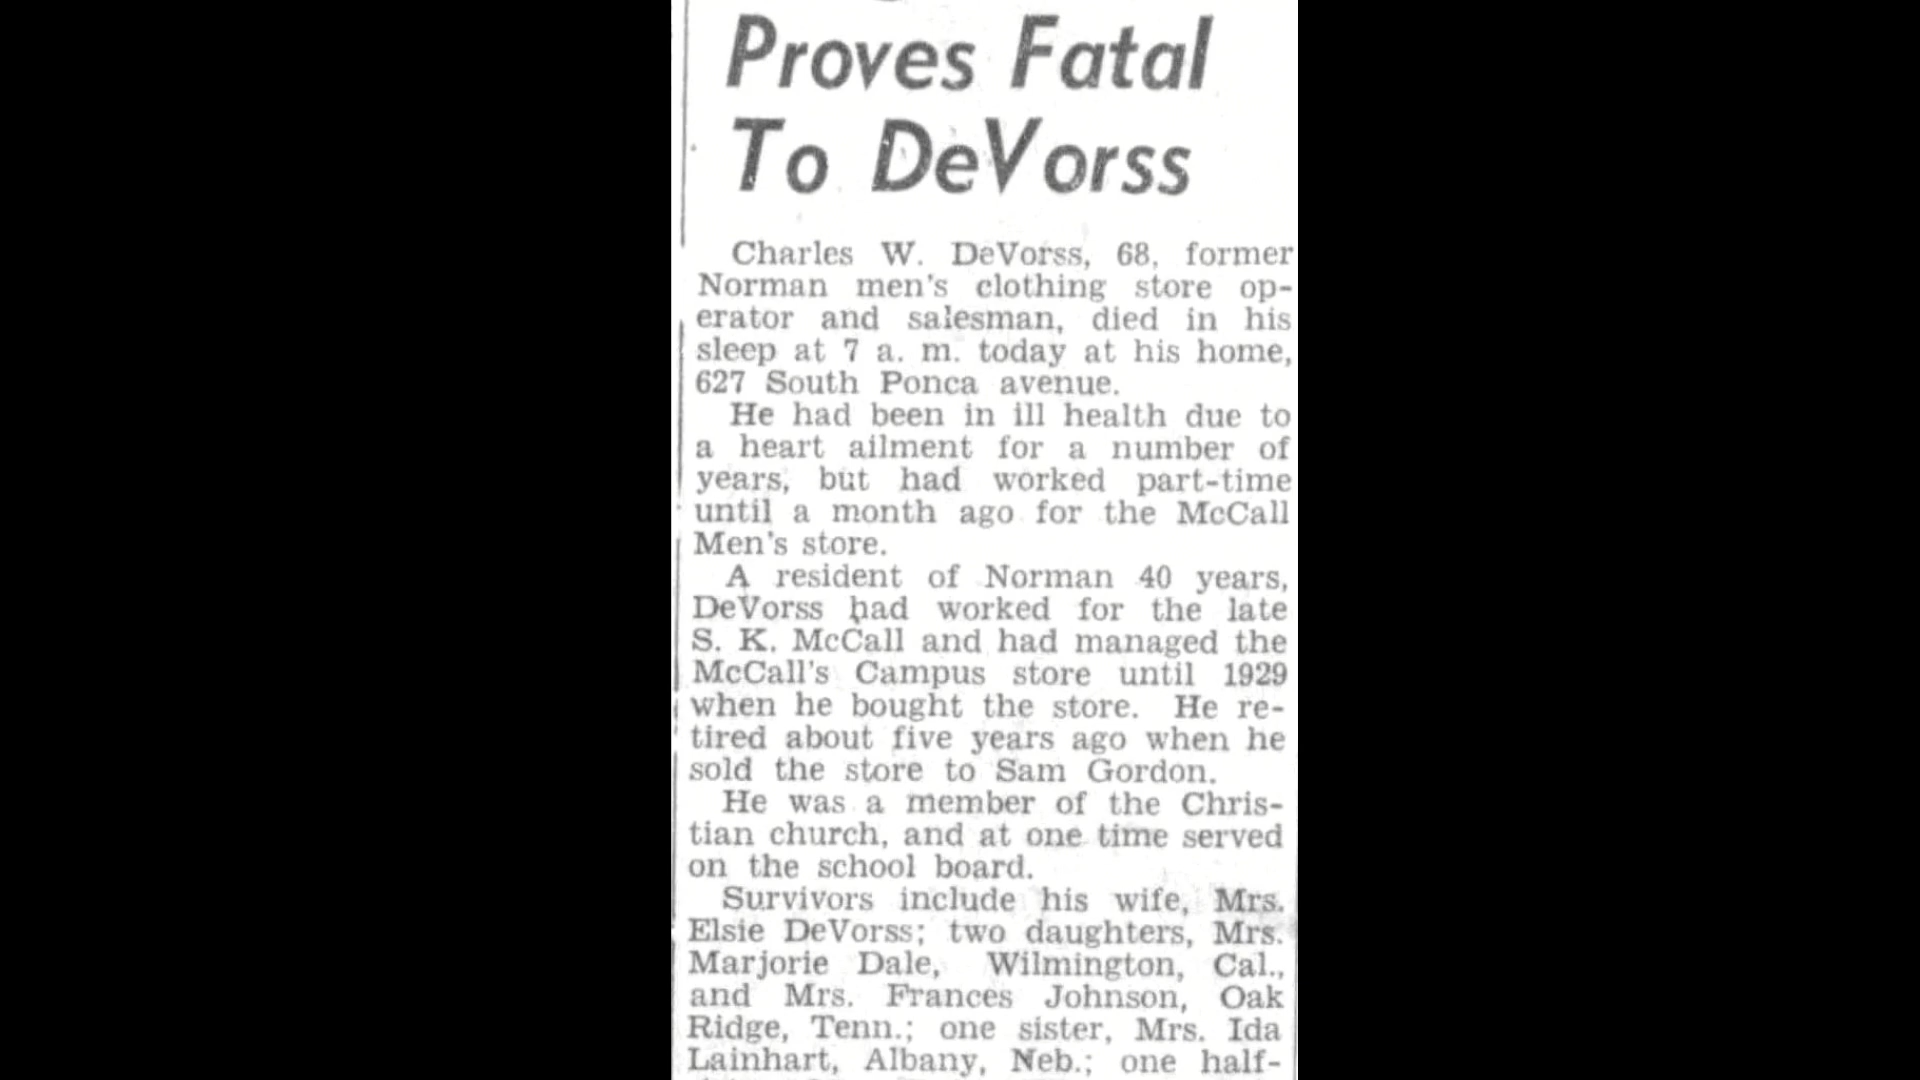 Proves Fatal
To DeVorss
Charles W. DeVorss, 68, former
Norman men's clothing store op-
erator and salesman, died in his
sleep at 7 a. m. today at his home,
627 South Ponca avenue.
He had been in ill health due to
a heart ailment for a number of
years, but had worked part-time
until a month ago for the McCall
Men's store.
A resident of Norman 40 years,
DeVorss had worked for the late
S. K. McCall and had managed the
McCall's Campus store until 1929
when he bought the store. He re-
tired about five years ago when he
sold the store to Sam Gordon.
He was a member of the Chris-
tian church, and at one time served
on the school board.
Survivors include his wife, Mrs.
Elsie DeVorss; two daughters, Mrs.
Marjorie Dale, Wilmington, Cal.,
and Mrs. Frances Johnson, Oak
Ridge, Tenn.; one sister, Mrs. Ida
Lainhart, Albany, Neb.; one half-